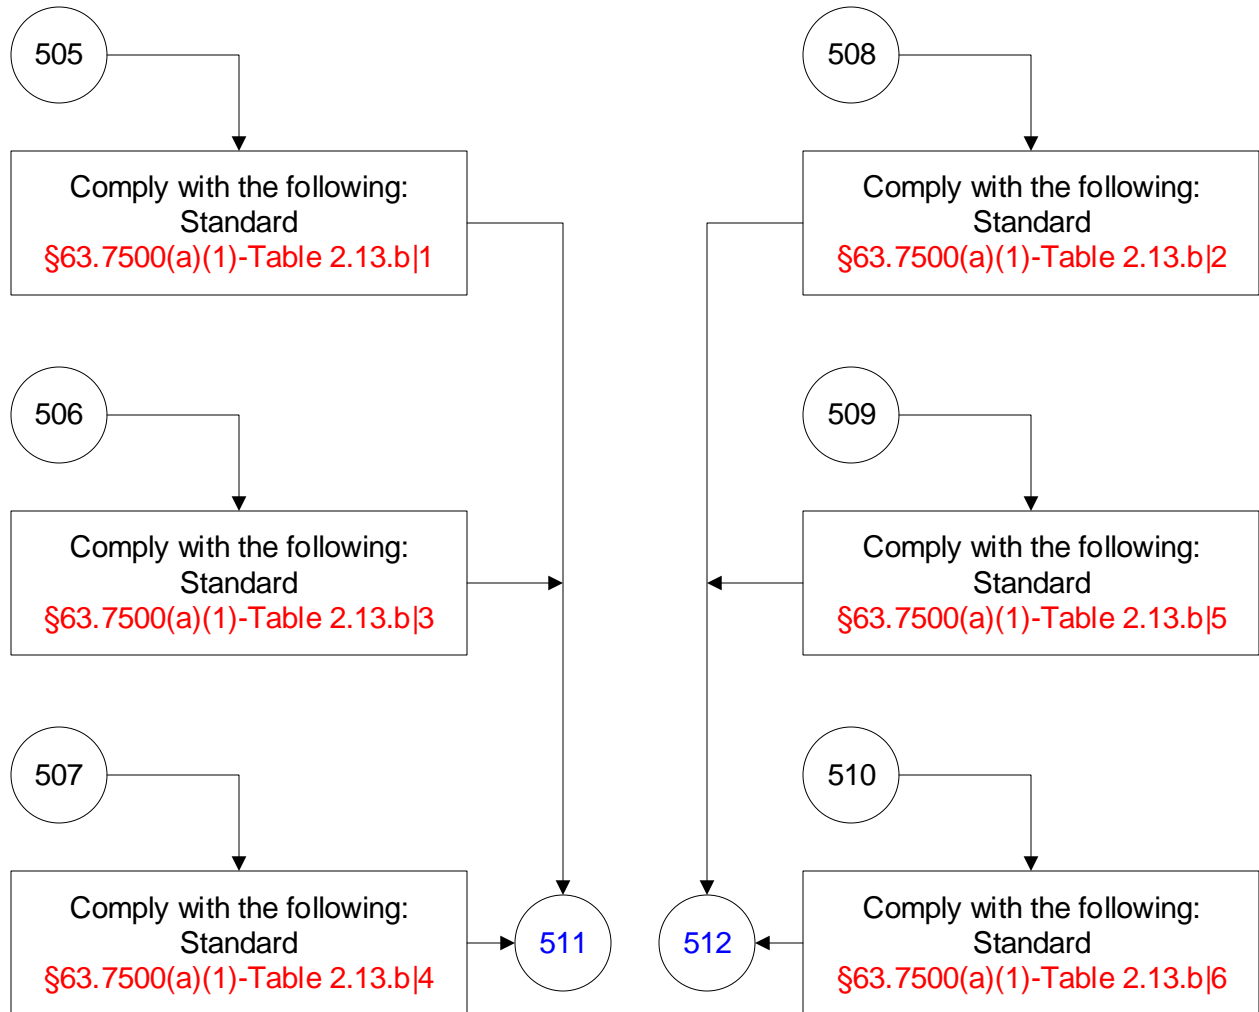 505
Comply with the following:
Standard
§63.7500(a)(1)-Table 2.13.b|1
506
Comply with the following:
Standard
§63.7500(a)(1)-Table 2.13.b|3
507
Comply with the following:
Standard
§63.7500(a)(1)-Table 2.13.b|4
511
508
Comply with the following:
Standard
§63.7500(a)(1)-Table 2.13.b|2
509
Comply with the following:
Standard
§63.7500(a)(1)-Table 2.13.b|5
510
Comply with the following:
Standard
§63.7500(a)(1)-Table 2.13.b|6
512